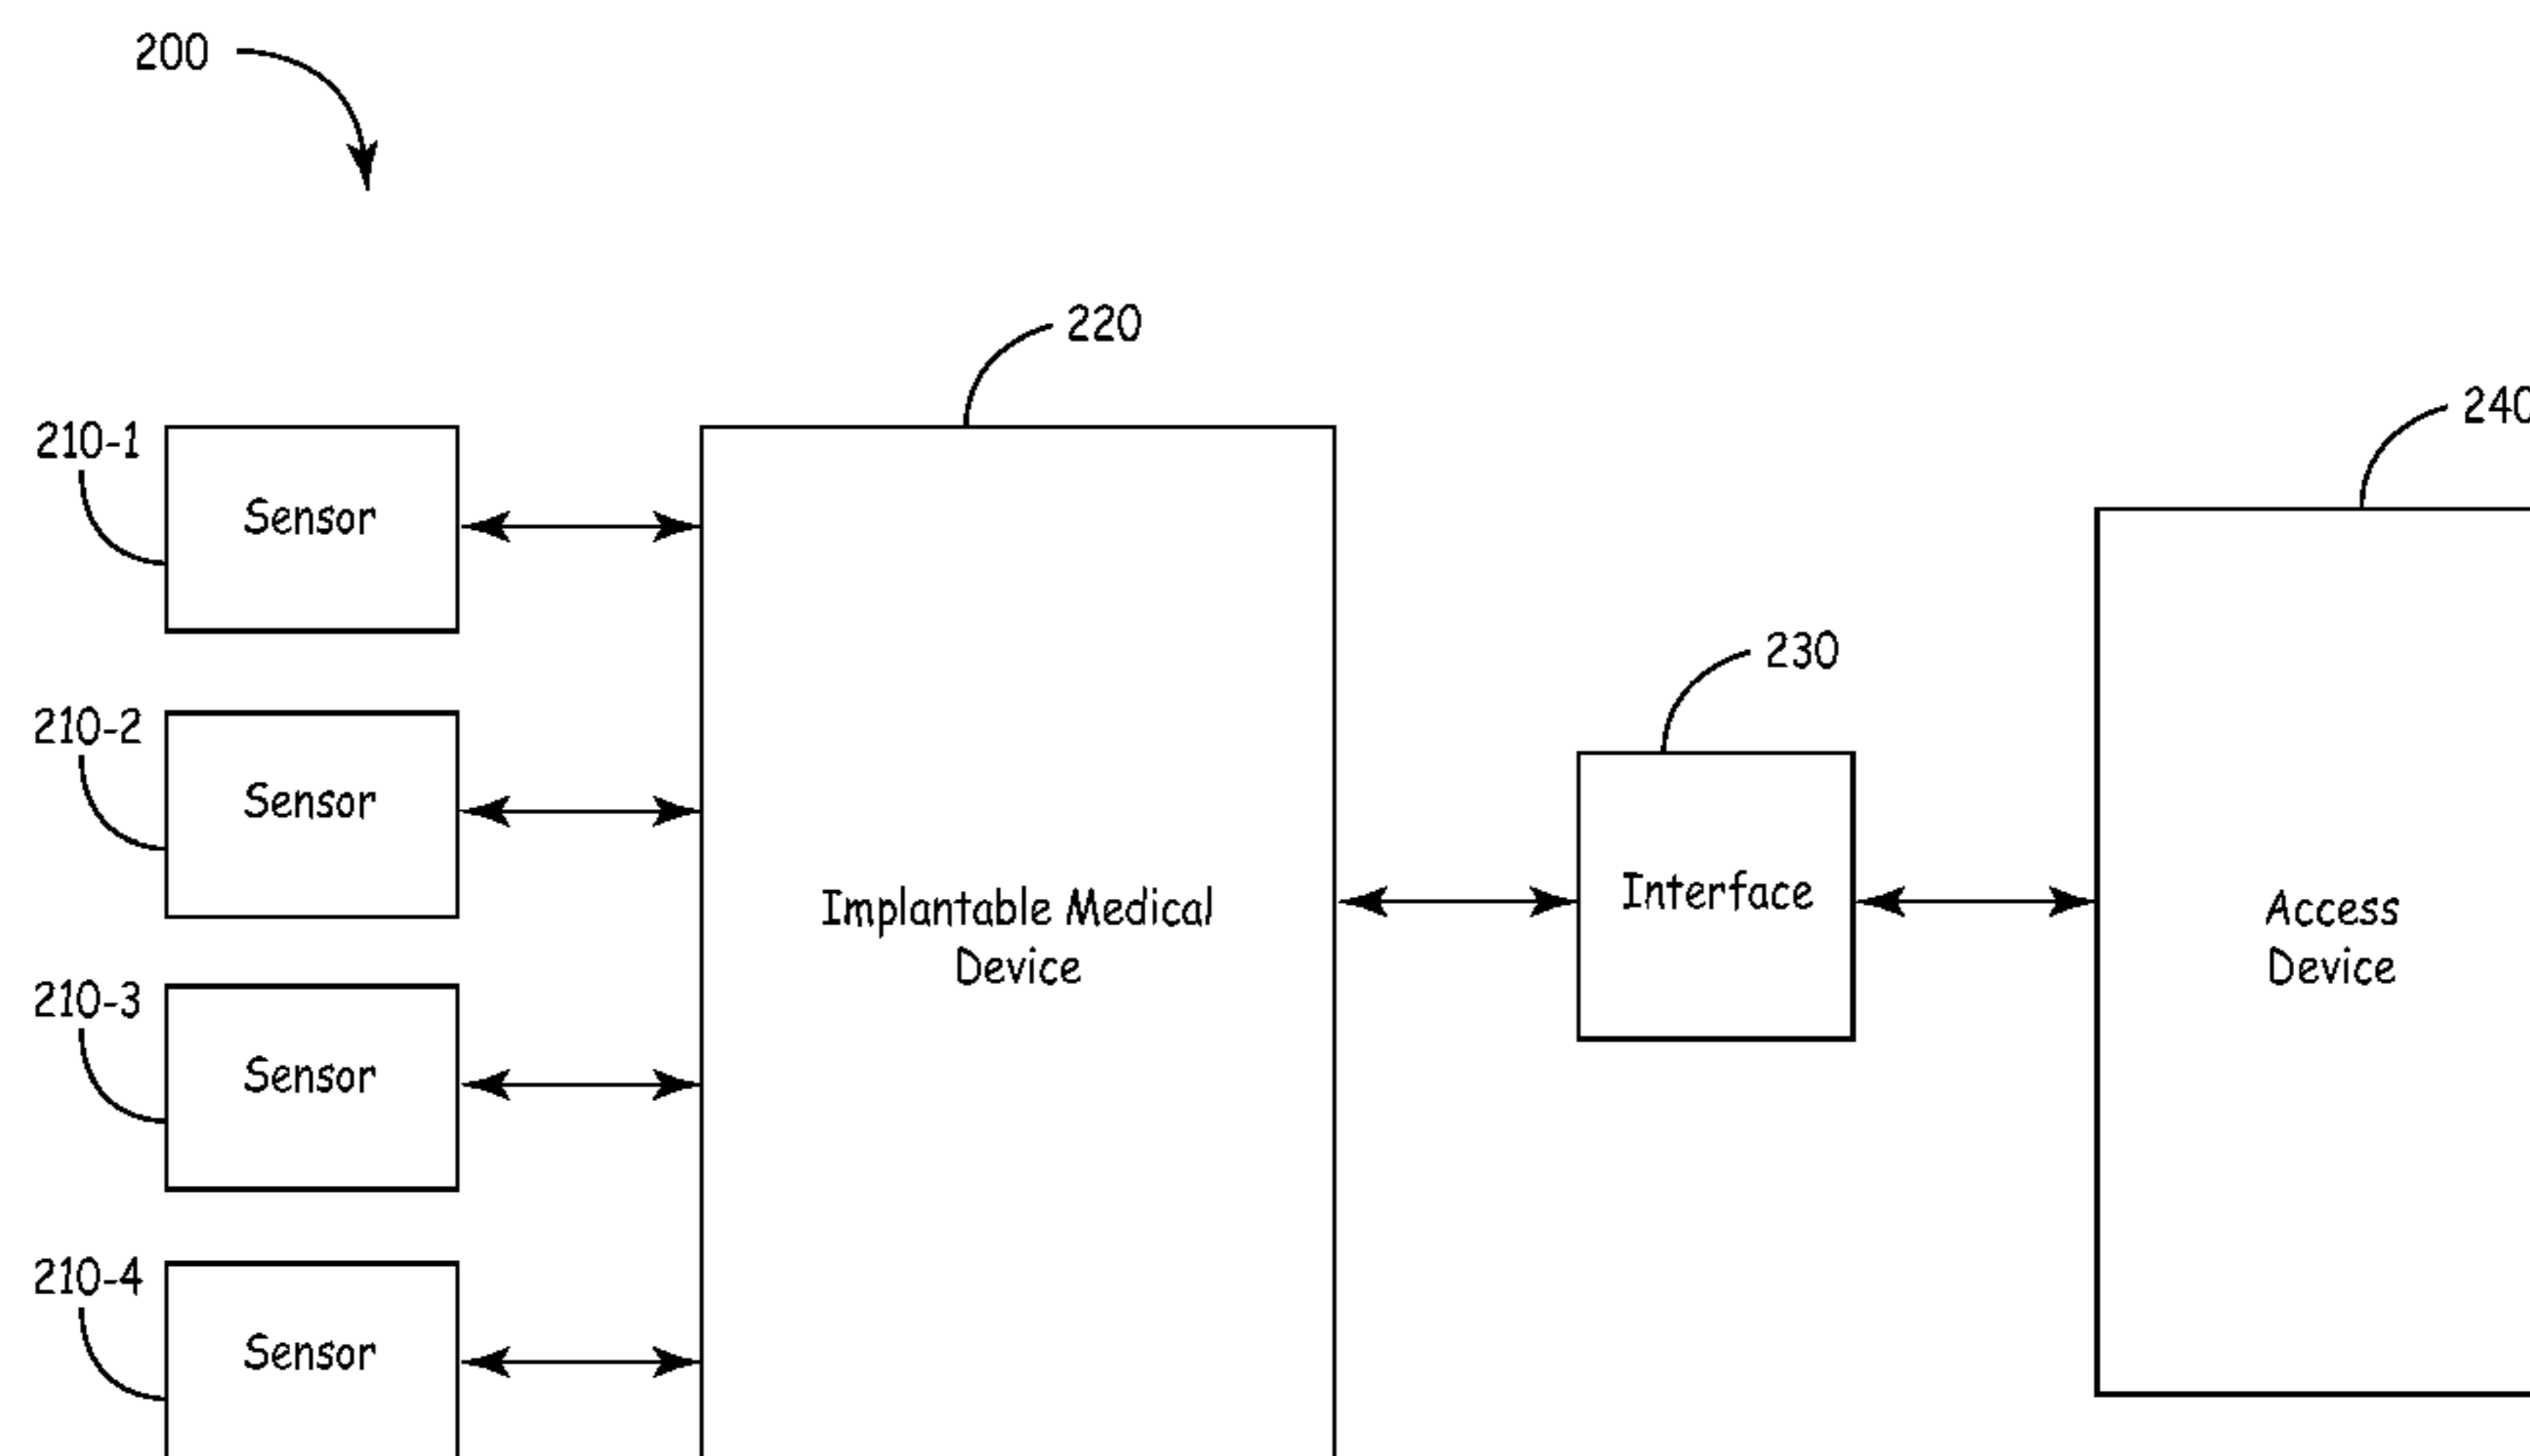 200
220
240
210-1
Sensor
230
210-2
Sensor
Interface
Implantable Medical
Device
Access
Device
210-3
Sensor
210-4
Sensor